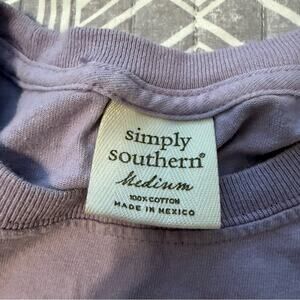 simply
southern®
Medium
100% COTTON
MADE IN MEXICO